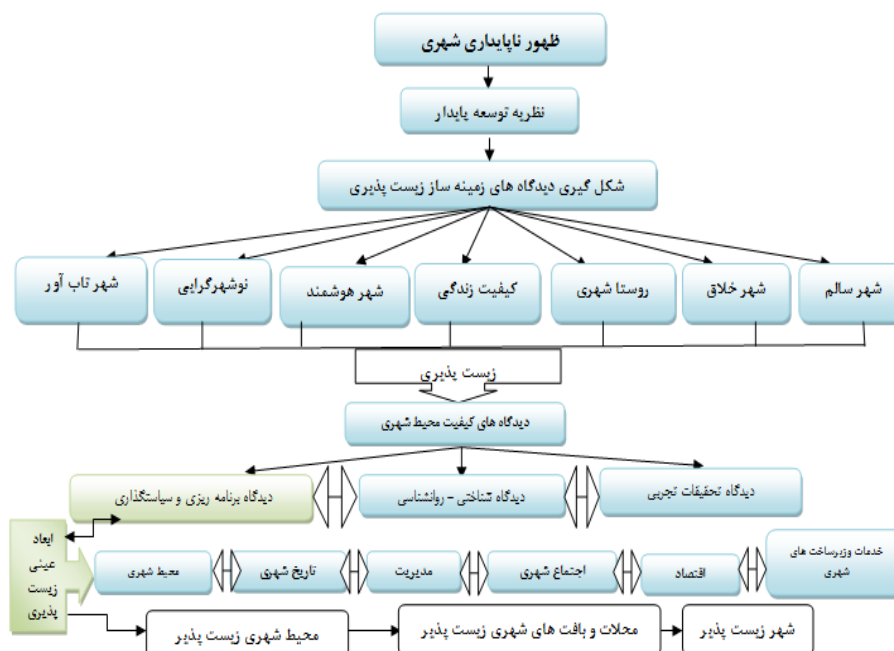 ظهور ناپایداری شهری
نظریه توسعه پایدار
شکل گیری دیدگاه های زمینه ساز زیست پذیری
شهر سالم
شهر خلاق
روستا شهری
کیفیت زندگی
شهر هوشمند
نوشهرگرایی
شهر تاب آور
زیست پذیری
دیدگاه های کیفیت محیط شهری
دیدگاه تحقیقات تجربی
دیدگاه شناختی - روانشناسی
دیدگاه برنامه ریزی و سیاستگذاری
ابعاد
عینی
زیست
پذیری
خدمات وزیرساخت های
شهری
اقتصاد
اجتماع شهری
مدیریت
تاریخ شهری
محیط شهری
شهر زیست پذیر
محلات و بافت های شهری زیست پذیر
محیط شهری زیست پذیر